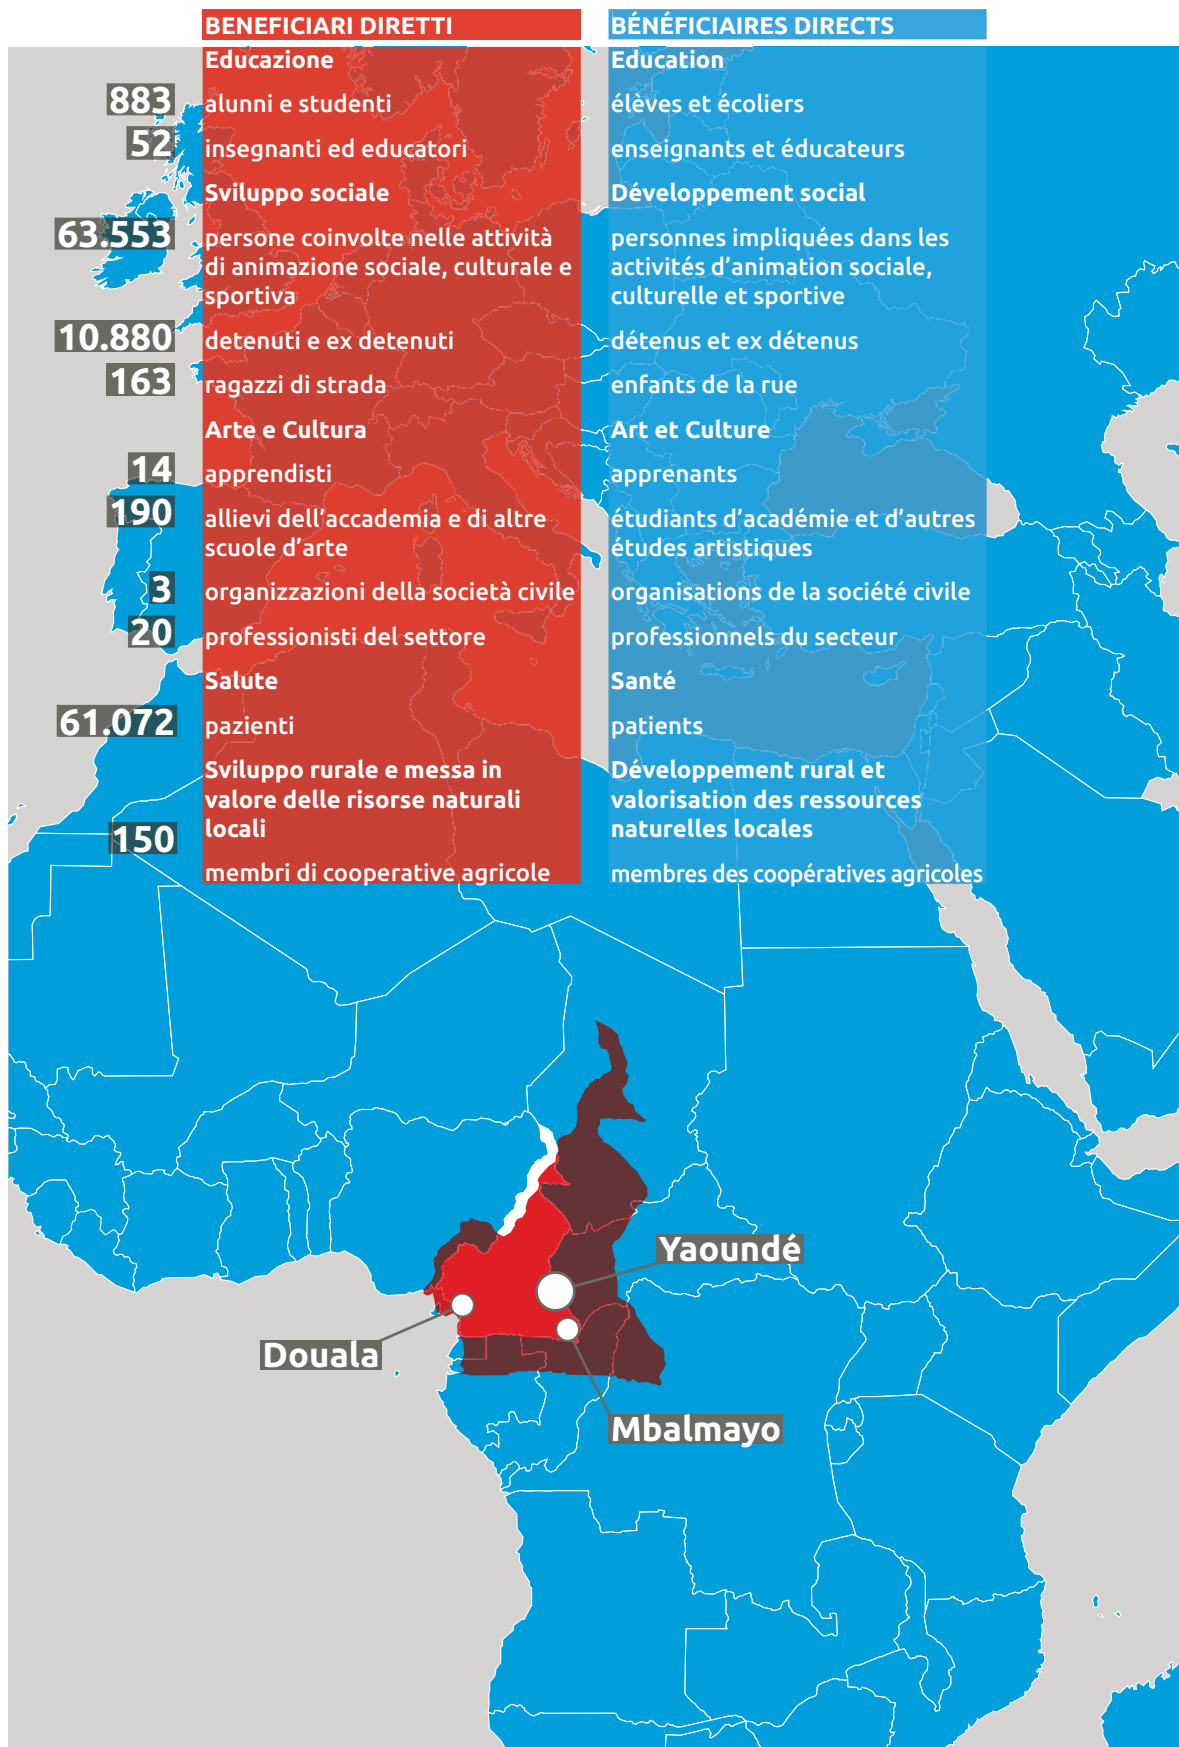 BENEFICIARI DIRETTI
BÉNÉFICIAIRES DIRECTS
Educazione
Education
883
alunni e studenti
élèves et écoliers
52
insegnanti ed educatori
enseignants et éducateurs
Sviluppo sociale
Développement social
63.553
persone coinvolte nelle attività
di animazione sociale, culturale e
sportiva
personnes impliquées dans les
activités d’animation sociale,
culturelle et sportive
10.880
detenuti e ex detenuti
détenus et ex détenus
163
ragazzi di strada
enfants de la rue
Arte e Cultura
Art et Culture
14
apprendisti
apprenants
190
allievi dell’accademia e di altre
scuole d’arte
étudiants d’académie et d’autres
études artistiques
3
organizzazioni della società civile
organisations de la société civile
20
professionisti del settore
professionnels du secteur
Salute
Santé
61.072
pazienti
patients
Sviluppo rurale e messa in
valore delle risorse naturali
locali
Développement rural et
valorisation des ressources
naturelles locales
150
membri di cooperative agricole
membres des coopératives agricoles
Yaoundé
Douala
Mbalmayo